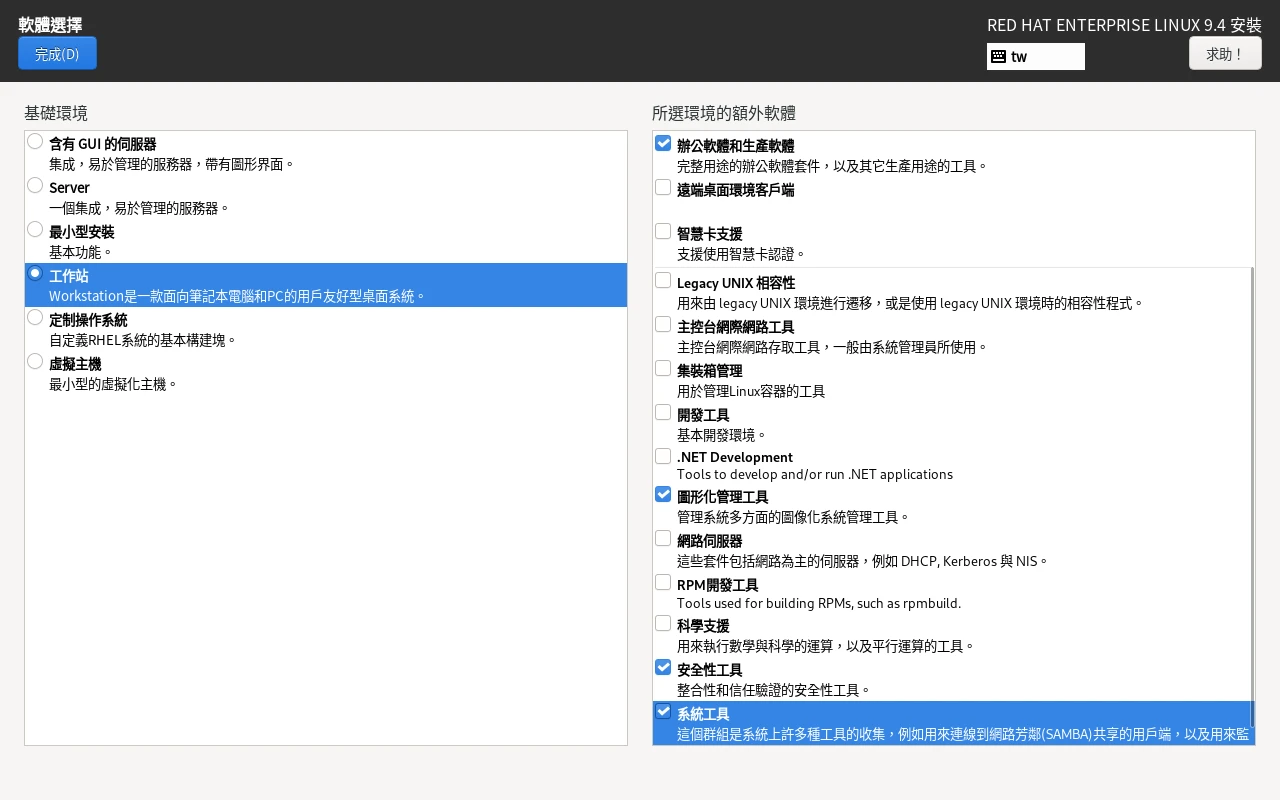 軟體選擇
完成(D)
RED HAT ENTERPRISE LINUX 9.4 安裝
tw
求助！
基礎環境
含有 GUI 的伺服器
集成，易於管理的服務器，帶有圖形界面。
Server
一個集成，易於管理的服務器。
最小型安裝
基本功能。
工作站
Workstation是一款面向筆記本電腦和PC的用戶友好型桌面系統。
定制操作系統
自定義RHEL系統的基本構建塊。
虛擬主機
最小型的虛擬化主機。
所選環境的額外軟體
辦公軟體和生產軟體
完整用途的辦公軟體套件，以及其它生產用途的工具。
遠端桌面環境客戶端
智慧卡支援
支援使用智慧卡認證。
Legacy UNIX 相容性
用來由 legacy UNIX 環境進行遷移，或是使用 legacy UNIX 環境時的相容性程式。
主控台網際網路工具
主控台網際網路存取工具，一般由系統管理員所使用。
集裝箱管理
用於管理Linux容器的工具
開發工具
基本開發環境。
.NET Development
Tools to develop and/or run .NET applications
圖形化管理工具
管理系統多方面的圖像化系統管理工具。
網路伺服器
這些套件包括網路為主的伺服器，例如 DHCP, Kerberos 與 NIS。
RPM開發工具
Tools used for building RPMs, such as rpmbuild.
科學支援
用來執行數學與科學的運算，以及平行運算的工具。
安全性工具
整合性和信任驗證的安全性工具。
系統工具
這個群組是系統上許多種工具的收集，例如用來連線到網路芳鄰(SAMBA)共享的用戶端，以及用來監